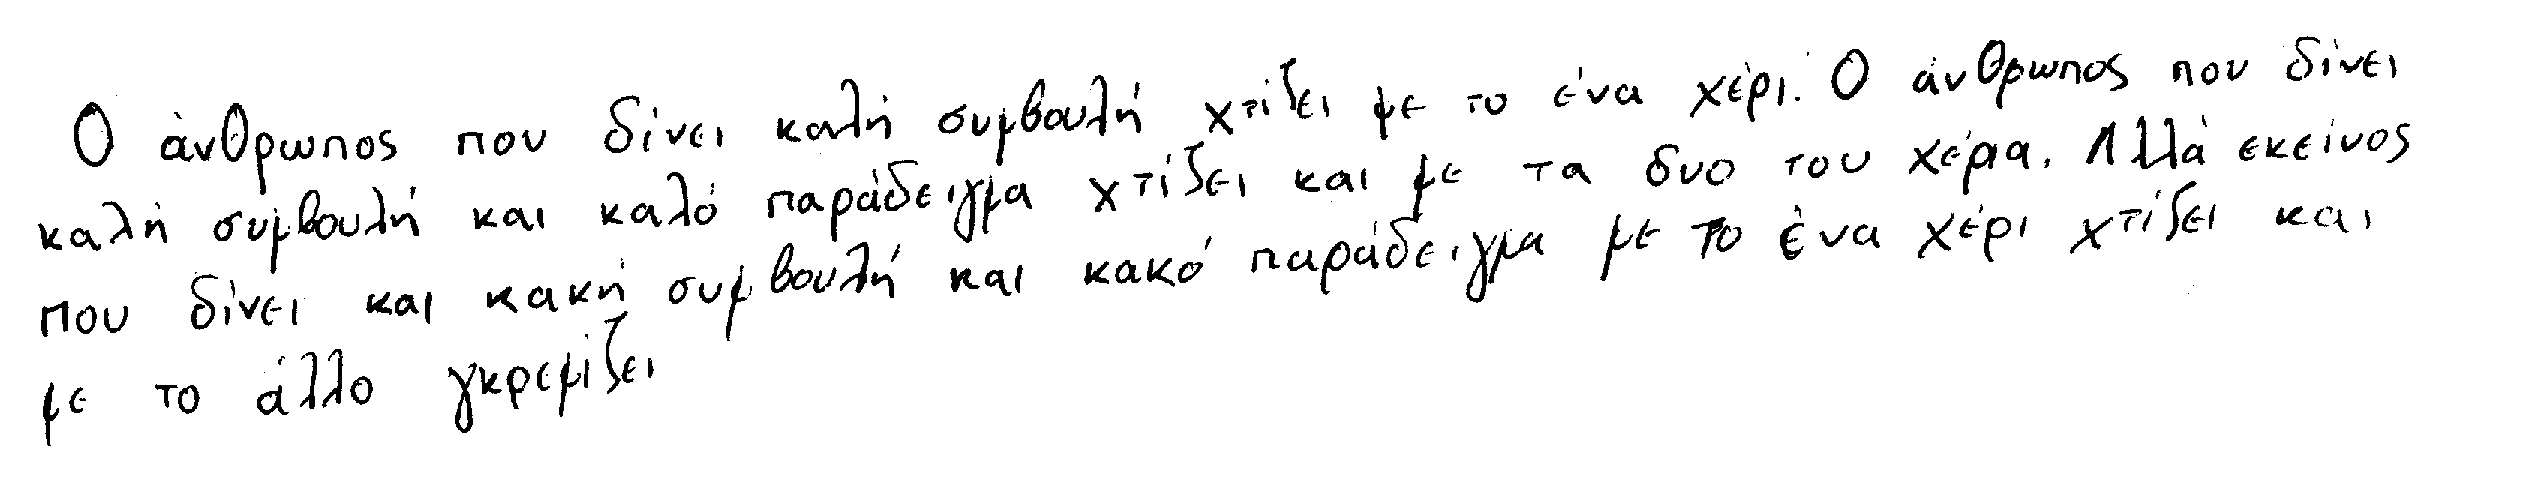 Ο άνθρωπος που δίνει καλή συμβουλή χτίζει με το ένα χέρι. Ο άνθρωπος που δίνει
καλή συμβουλή και καλό παράδειγμα χτίζει και με τα δυο του χέρια. Αλλά εκείνος
που δίνει και κακή συμβουλή και κακό παράδειγμα με το ένα χέρι χτίζει και
με το άλλο γκρεμίζει